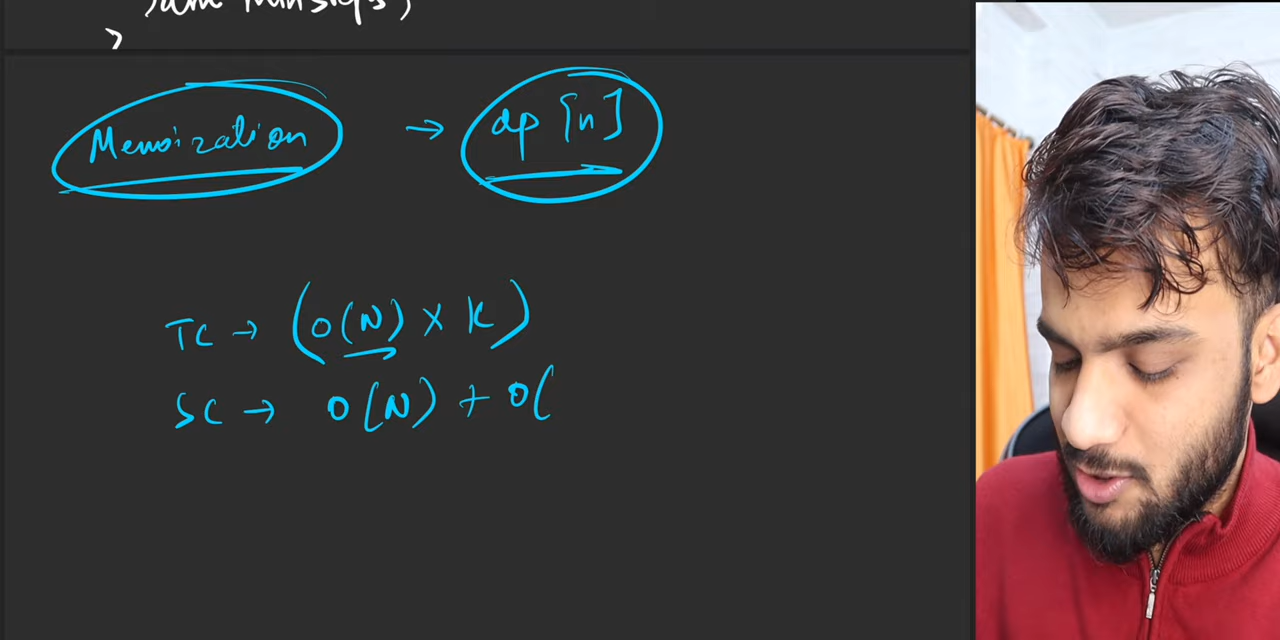 }
Memoization → dp [n]
TC → (O(N) x K)
SC → O(N) + O(